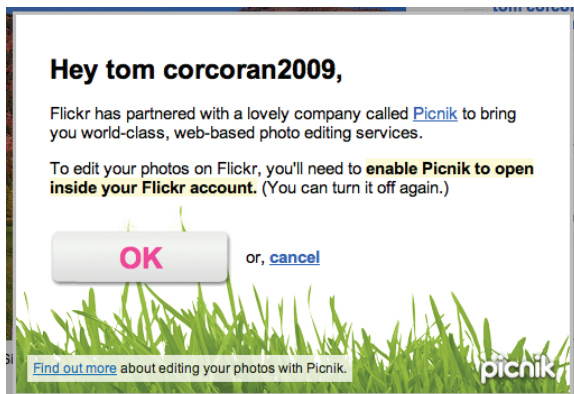 tom corco
Hey tom corcoran2009,
Flickr has partnered with a lovely company called Picnik to bring
you world-class, web-based photo editing services.
To edit your photos on Flickr, you'll need to enable Picnik to open
inside your Flickr account. (You can turn it off again.)
OK
or, cancel
Find out more about editing your photos with Picnik.
picnik